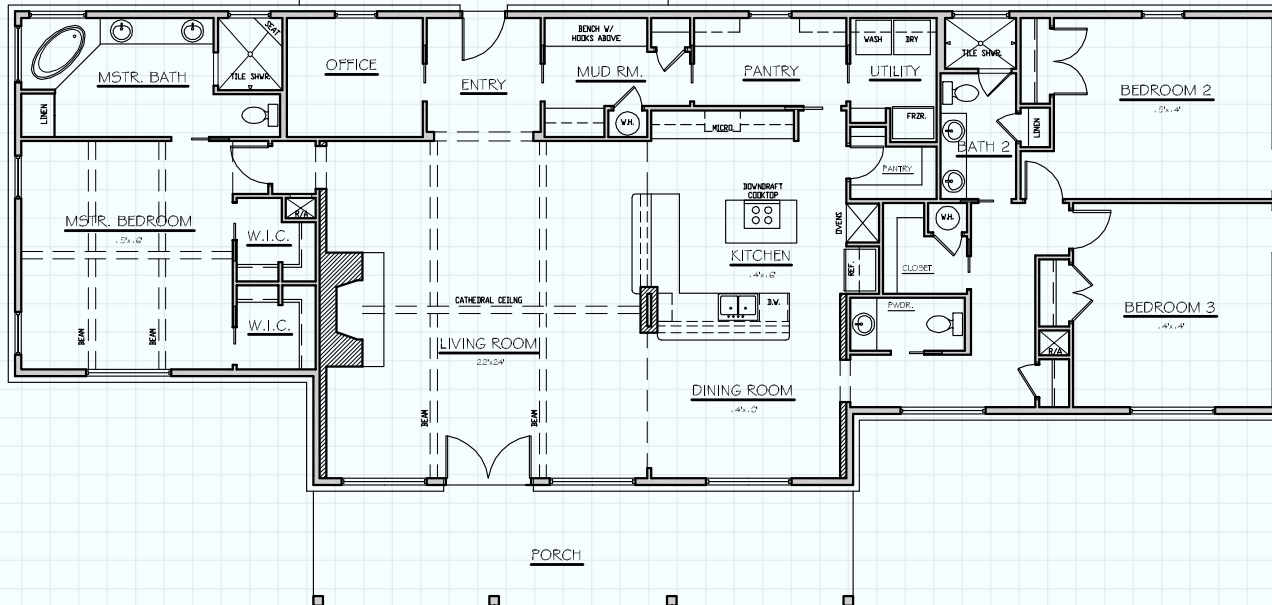 SEAT
MSTR. BATH
TILE SHWR.
LINEN
OFFICE
ENTRY
BENCH W/
HOOKS ABOVE
MUD RM.
W.H.
PANTRY
MICRO
WASH
DRY
UTILITY
FRZR.
TILE SHWR.
LINEN
BATH 2
BEDROOM 2
PANTRY
MSTR. BEDROOM
BEAM
BEAM
R/A
W.I.C.
W.I.C.
CATHEDRAL CEILNG
LIVING ROOM
22'x24'
BEAM
BEAM
DOWNDRAFT
COOKTOP
KITCHEN
D.W.
OVENS
REF.
W.H.
CLOSET
PWDR.
DINING ROOM
BEDROOM 3
R/A
PORCH